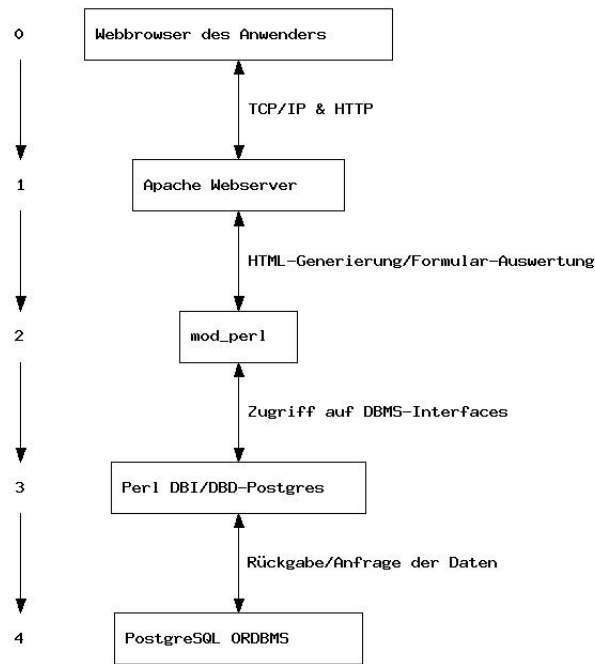 0
Webbrowser des Anwenders
TCP/IP & HTTP
1
Apache Webserver
HTML-Generierung/Formular-Auswertung
2
mod_perl
Zugriff auf DBMS-Interfaces
3
Perl DBI/DBD-Postgres
Rückgabe/Anfrage der Daten
4
PostgreSQL ORDBMS